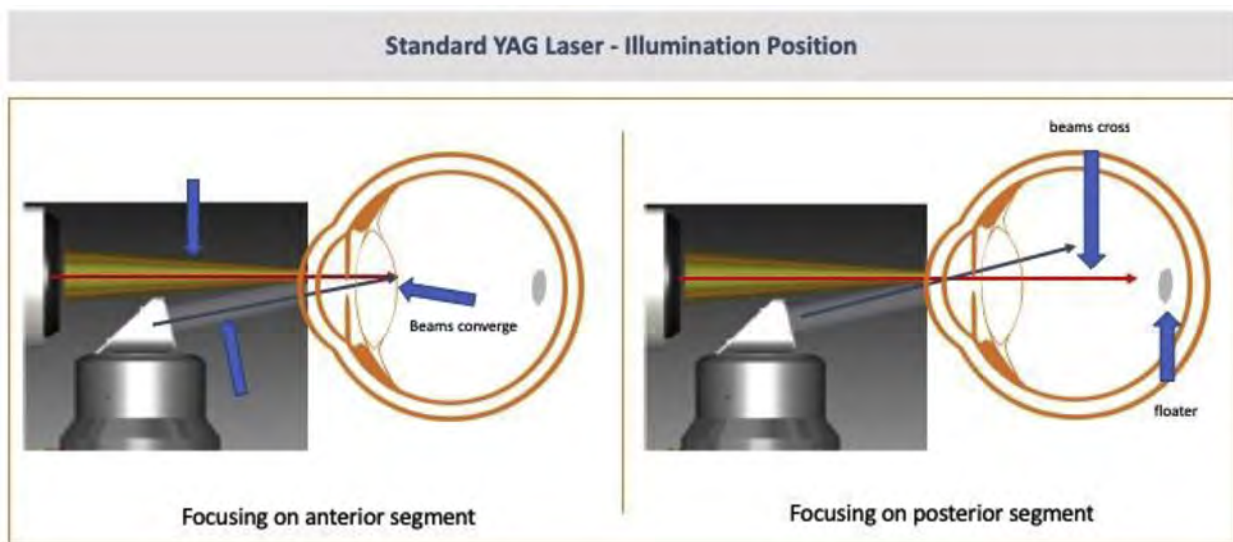 Standard YAG Laser - Illumination Position
Beams converge
Focusing on anterior segment
beams cross
floater
Focusing on posterior segment